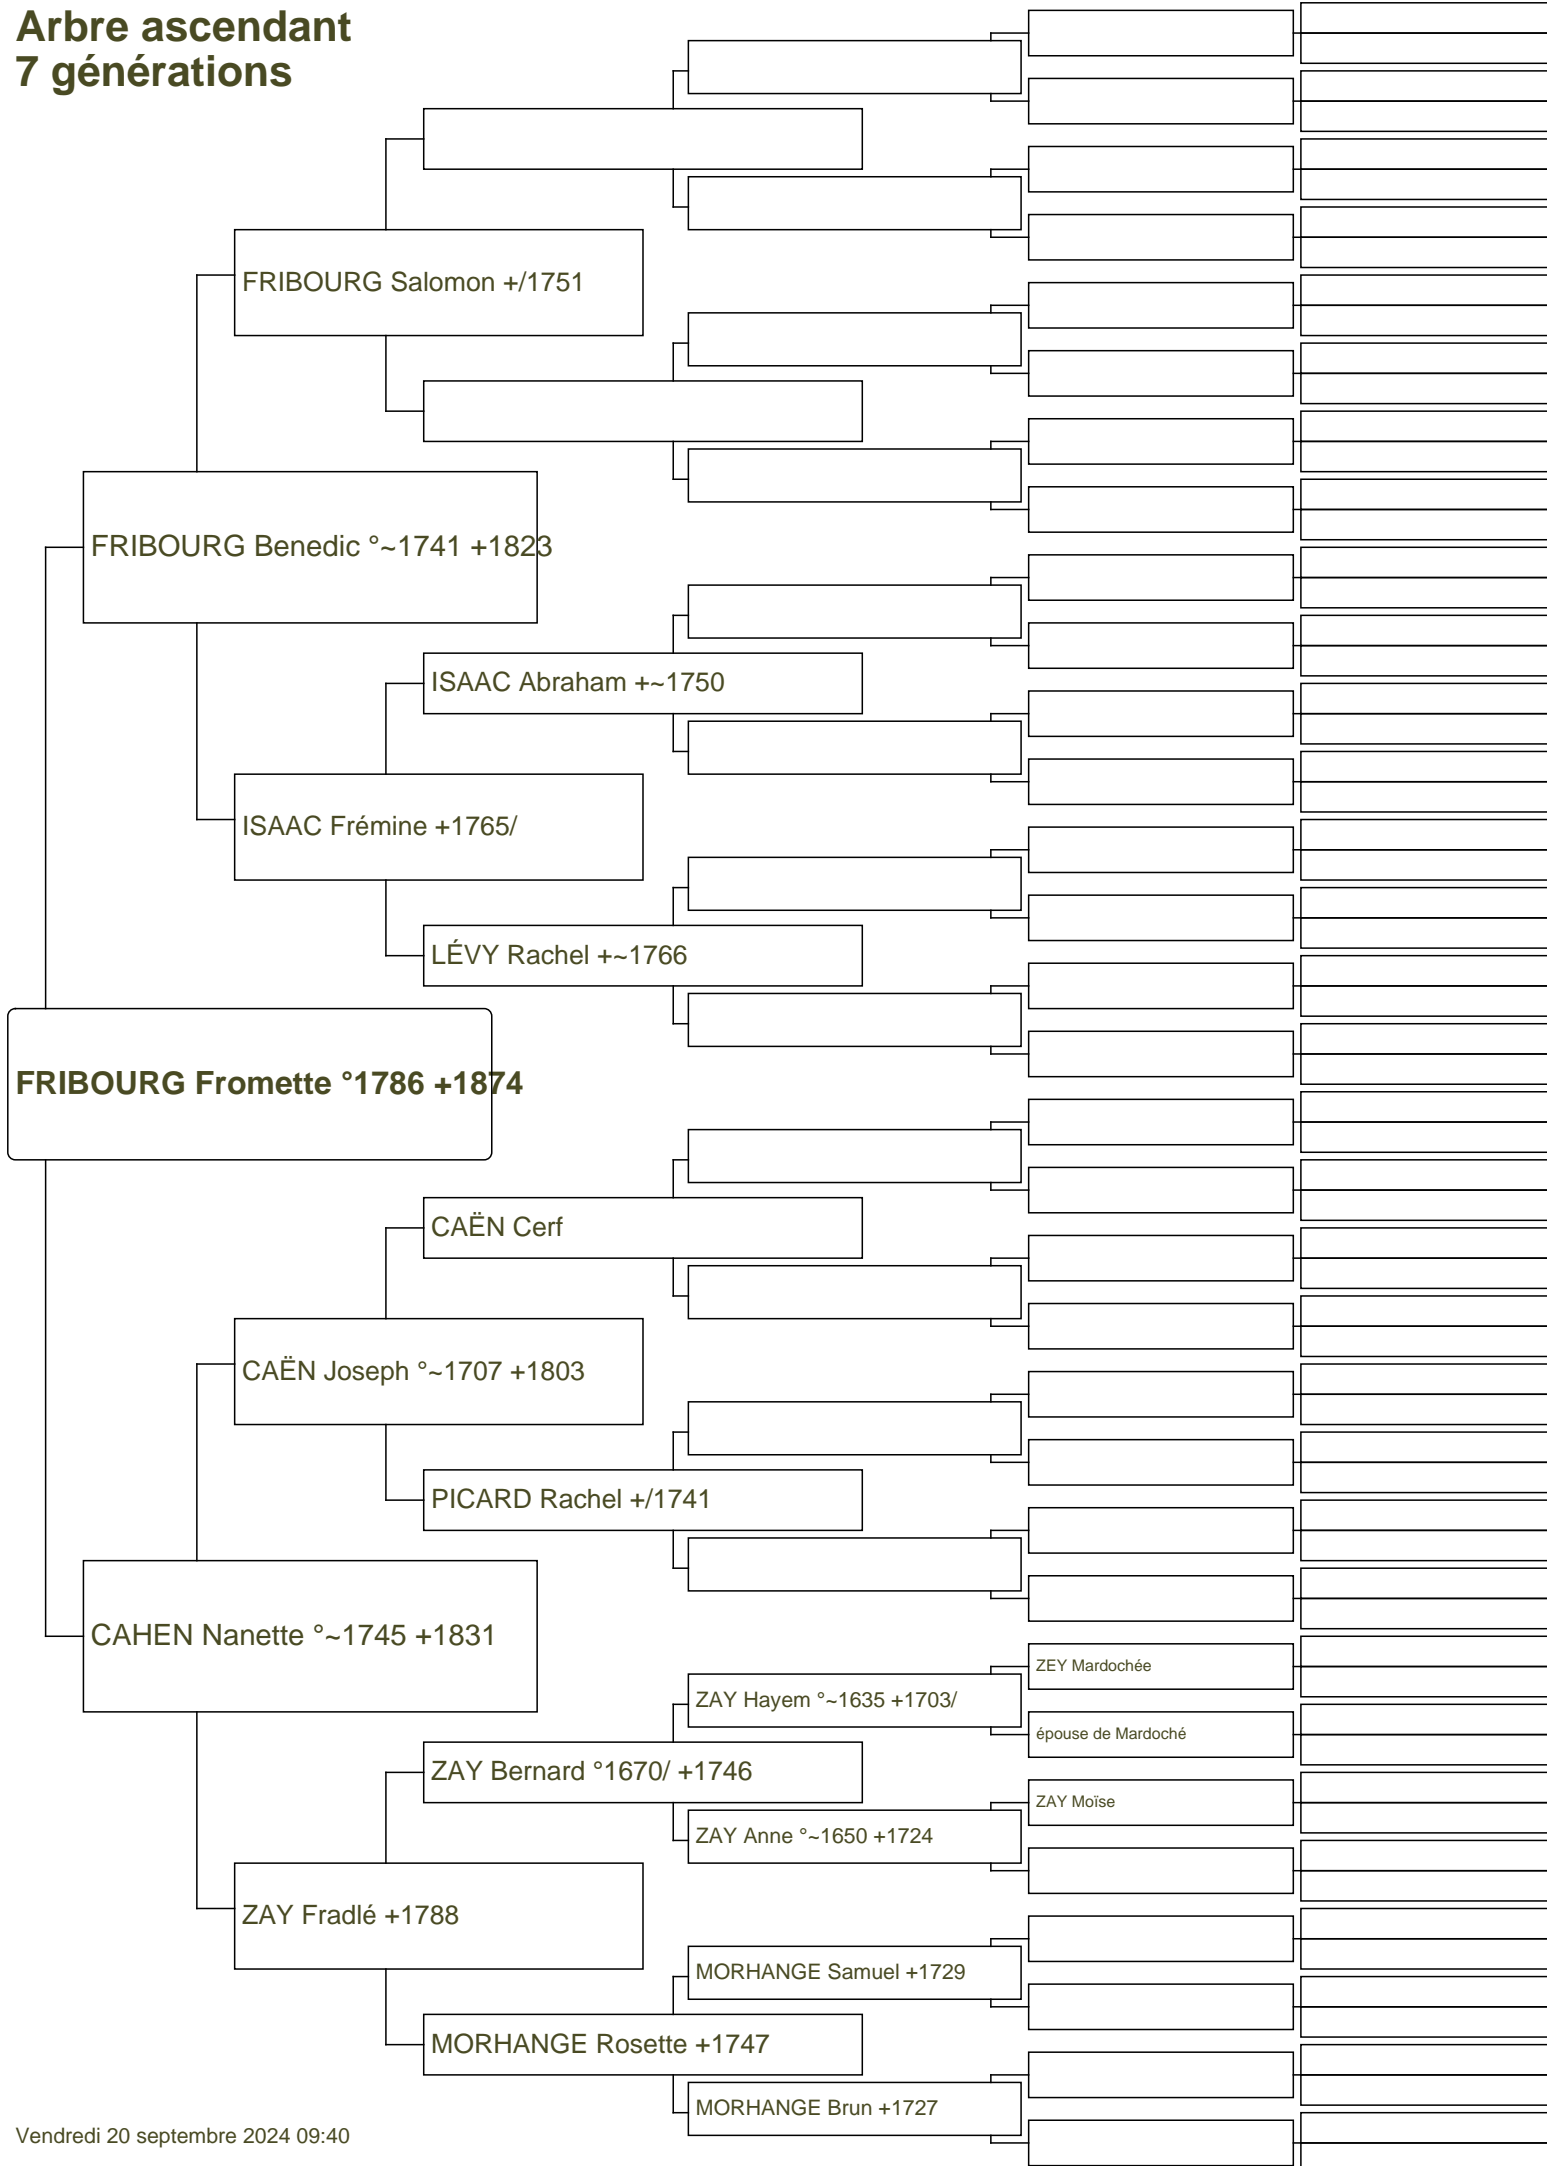 Arbre ascendant
7 générations
FRIBOURG Salomon +/1751
FRIBOURG Benedic °~1741 +1823
ISAAC Abraham +~1750
ISAAC Frémine +1765/
LÉVY Rachel +~1766
FRIBOURG Fromette °1786 +1874
CAËN Cerf
CAËN Joseph °~1707 +1803
PICARD Rachel +/1741
CAHEN Nanette °~1745 +1831
ZEY Mardochée
ZAY Hayem °~1635 +1703/
épouse de Mardoché
ZAY Bernard °1670/ +1746
ZAY Moïse
ZAY Anne °~1650 +1724
ZAY Fradlé +1788
MORHANGE Samuel +1729
MORHANGE Rosette +1747
MORHANGE Brun +1727
Vendredi 20 septembre 2024 09:40